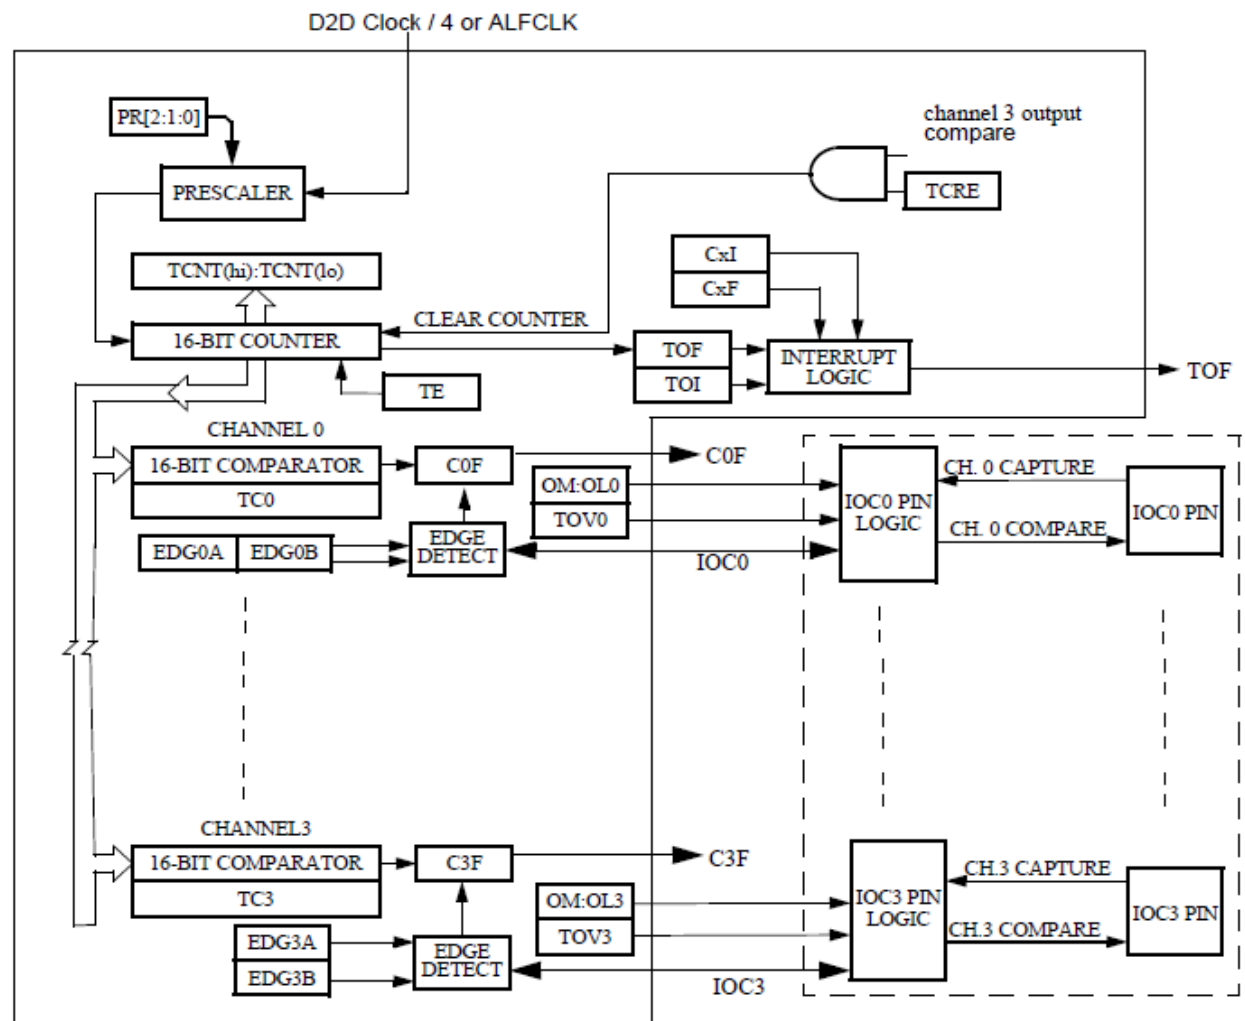 D2D Clock / 4 or ALFCLK
PR[2:1:0]
channel 3 output
compare
PRESCALER
TCRE
TCNT(hi):TCNT(lo)
CxI
CxF
CLEAR COUNTER
16-BIT COUNTER
TOF
TOI
INTERRUPT
LOGIC
TOF
TE
CHANNEL 0
16-BIT COMPARATOR
TC0
C0F
C0F
EDG0A
EDG0B
EDGE
DETECT
OM:OL0
TOV0
IOC0
IOC0 PIN
LOGIC
CH. 0 CAPTURE
CH. 0 COMPARE
IOC0 PIN
CHANNEL3
16-BIT COMPARATOR
TC3
C3F
C3F
EDG3A
EDG3B
EDGE
DETECT
OM:OL3
TOV3
IOC3
IOC3 PIN
LOGIC
CH.3 CAPTURE
CH.3 COMPARE
IOC3 PIN